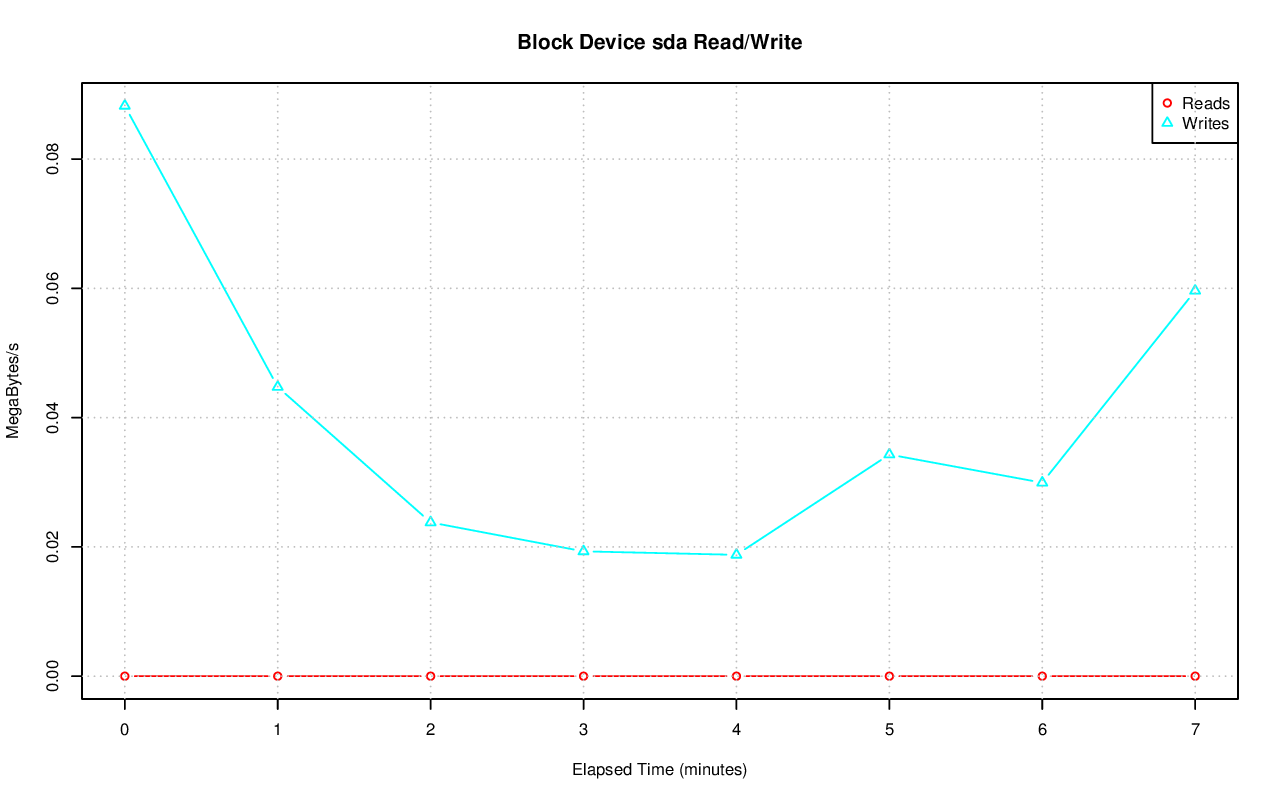 Block Device sda Read/Write
Reads
Writes
MegaBytes/s
0.08
0.06
0.04
0.02
0.00
0 1 2 3 4 5 6 7
Elapsed Time (minutes)